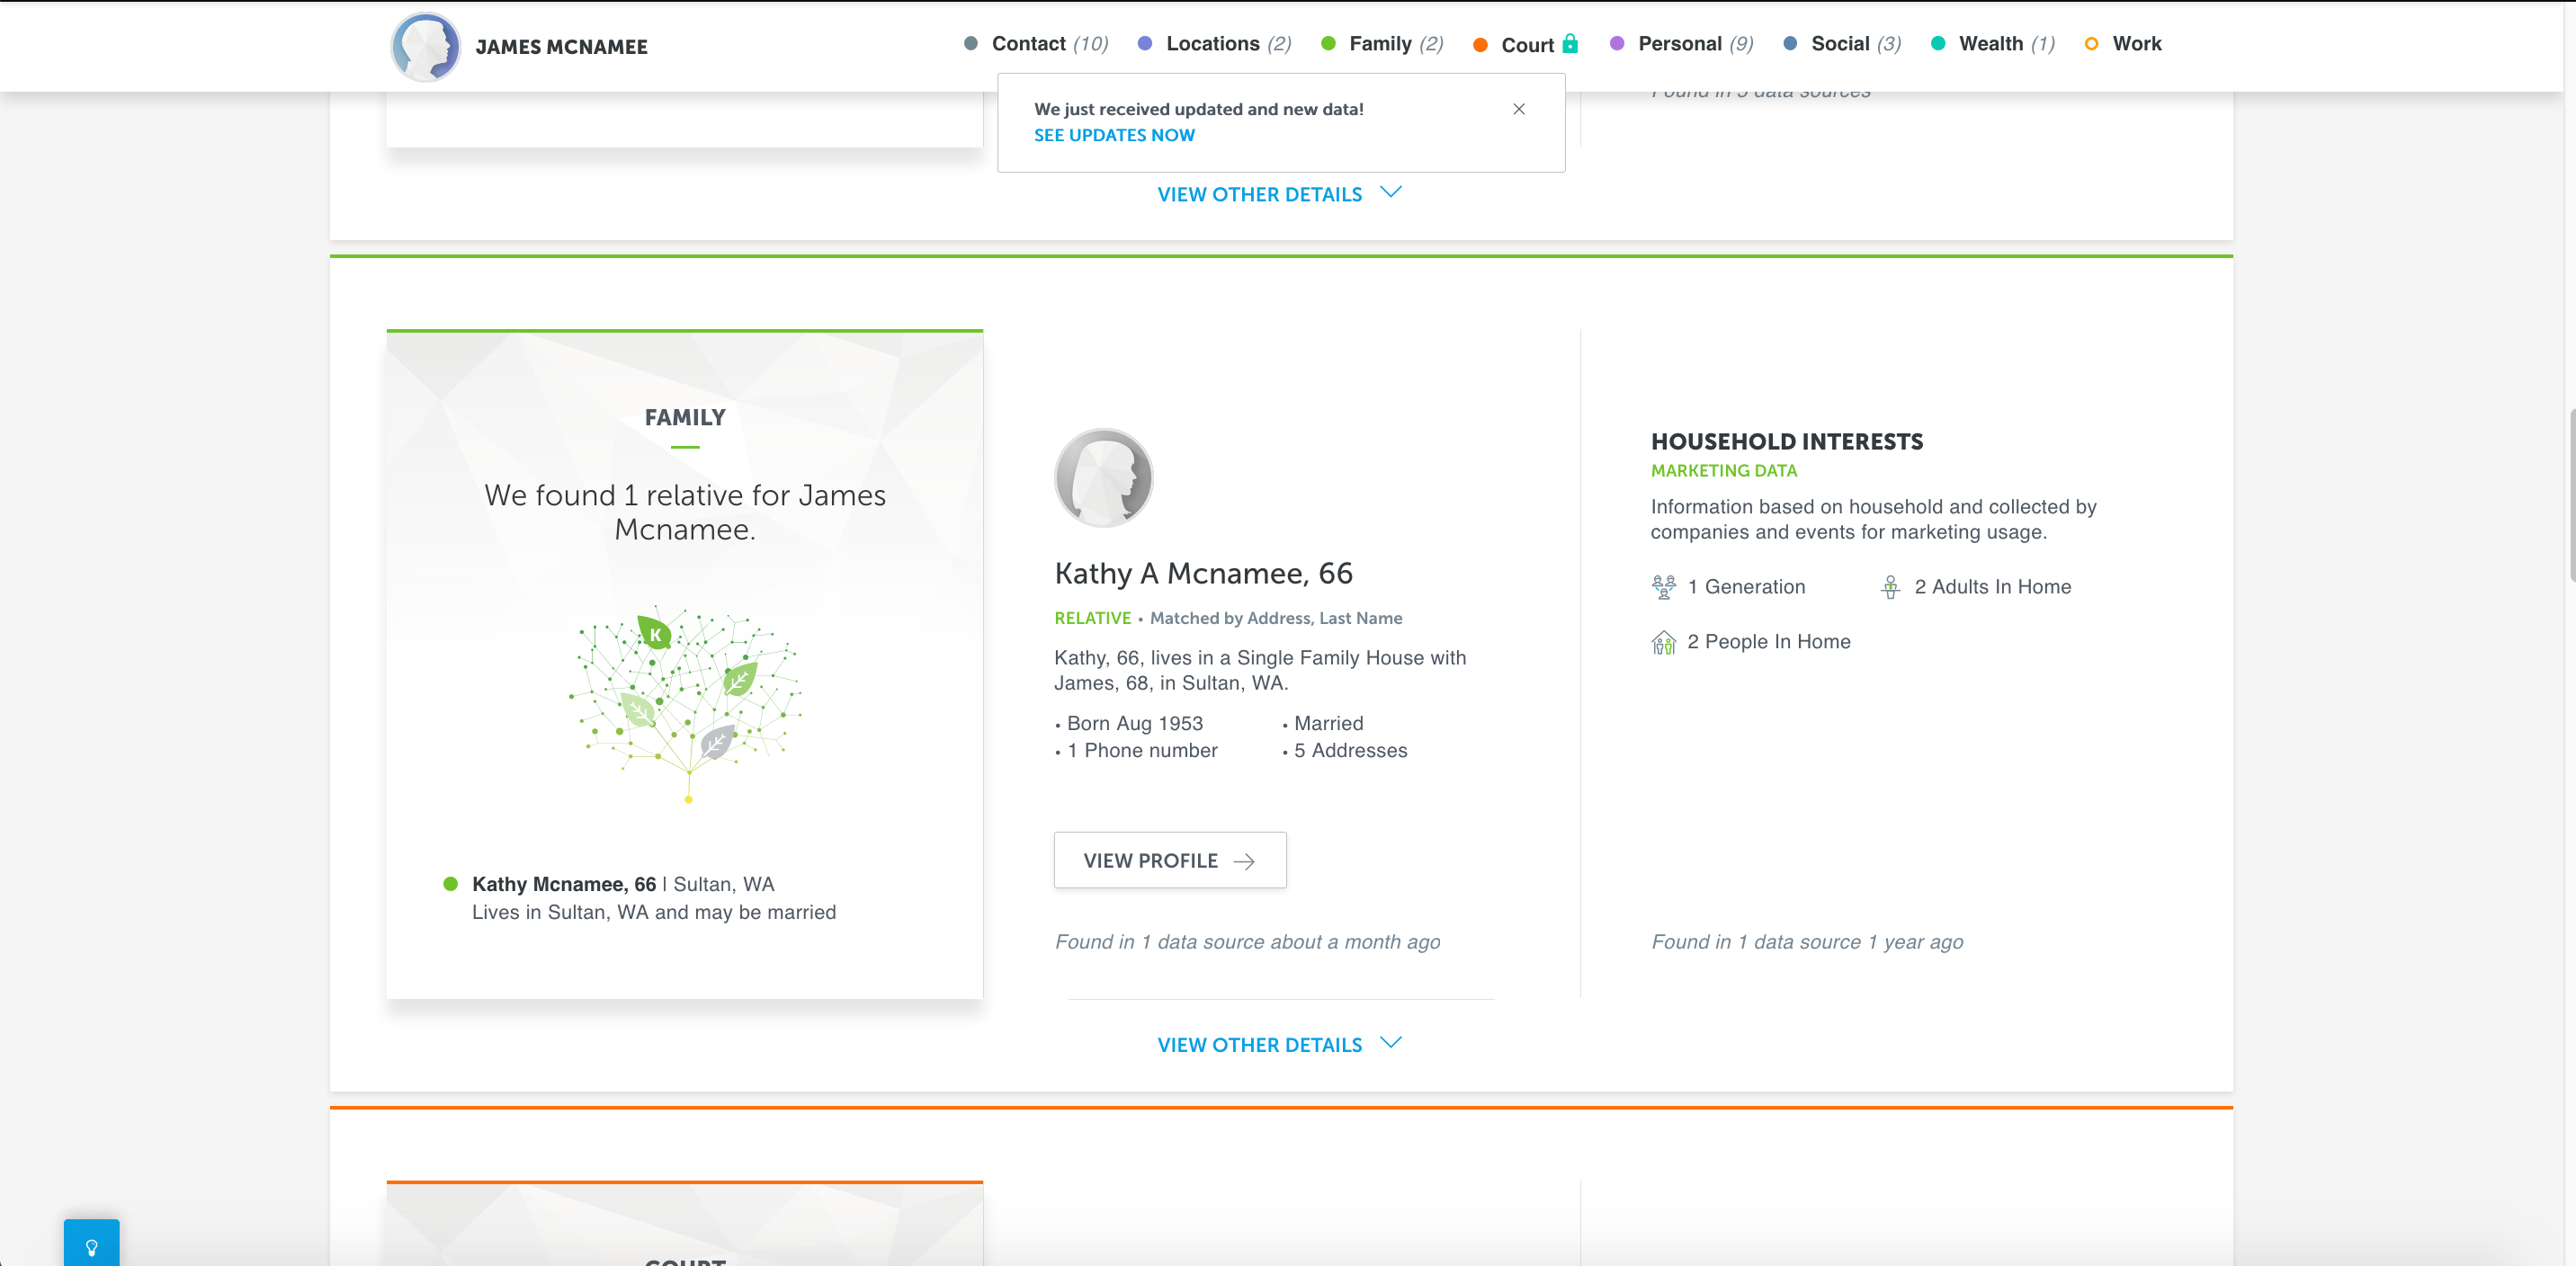 JAMES MCNAMEE
Contact (10)
Locations (2)
Family (2)
Court
Personal (9)
Social (3)
Wealth (1)
Work
We just received updated and new data!
SEE UPDATES NOW
Found in 5 data sources
VIEW OTHER DETAILS
FAMILY
We found 1 relative for James
Mcnamee.
K
Kathy Mcnamee, 66 | Sultan, WA
Lives in Sultan, WA and may be married
Kathy A Mcnamee, 66
RELATIVE • Matched by Address, Last Name
Kathy, 66, lives in a Single Family House with
James, 68, in Sultan, WA.
• Born Aug 1953
• Married
• 1 Phone number
• 5 Addresses
VIEW PROFILE
Found in 1 data source about a month ago
HOUSEHOLD INTERESTS
MARKETING DATA
Information based on household and collected by
companies and events for marketing usage.
1 Generation
2 Adults In Home
2 People In Home
Found in 1 data source 1 year ago
VIEW OTHER DETAILS
COURT